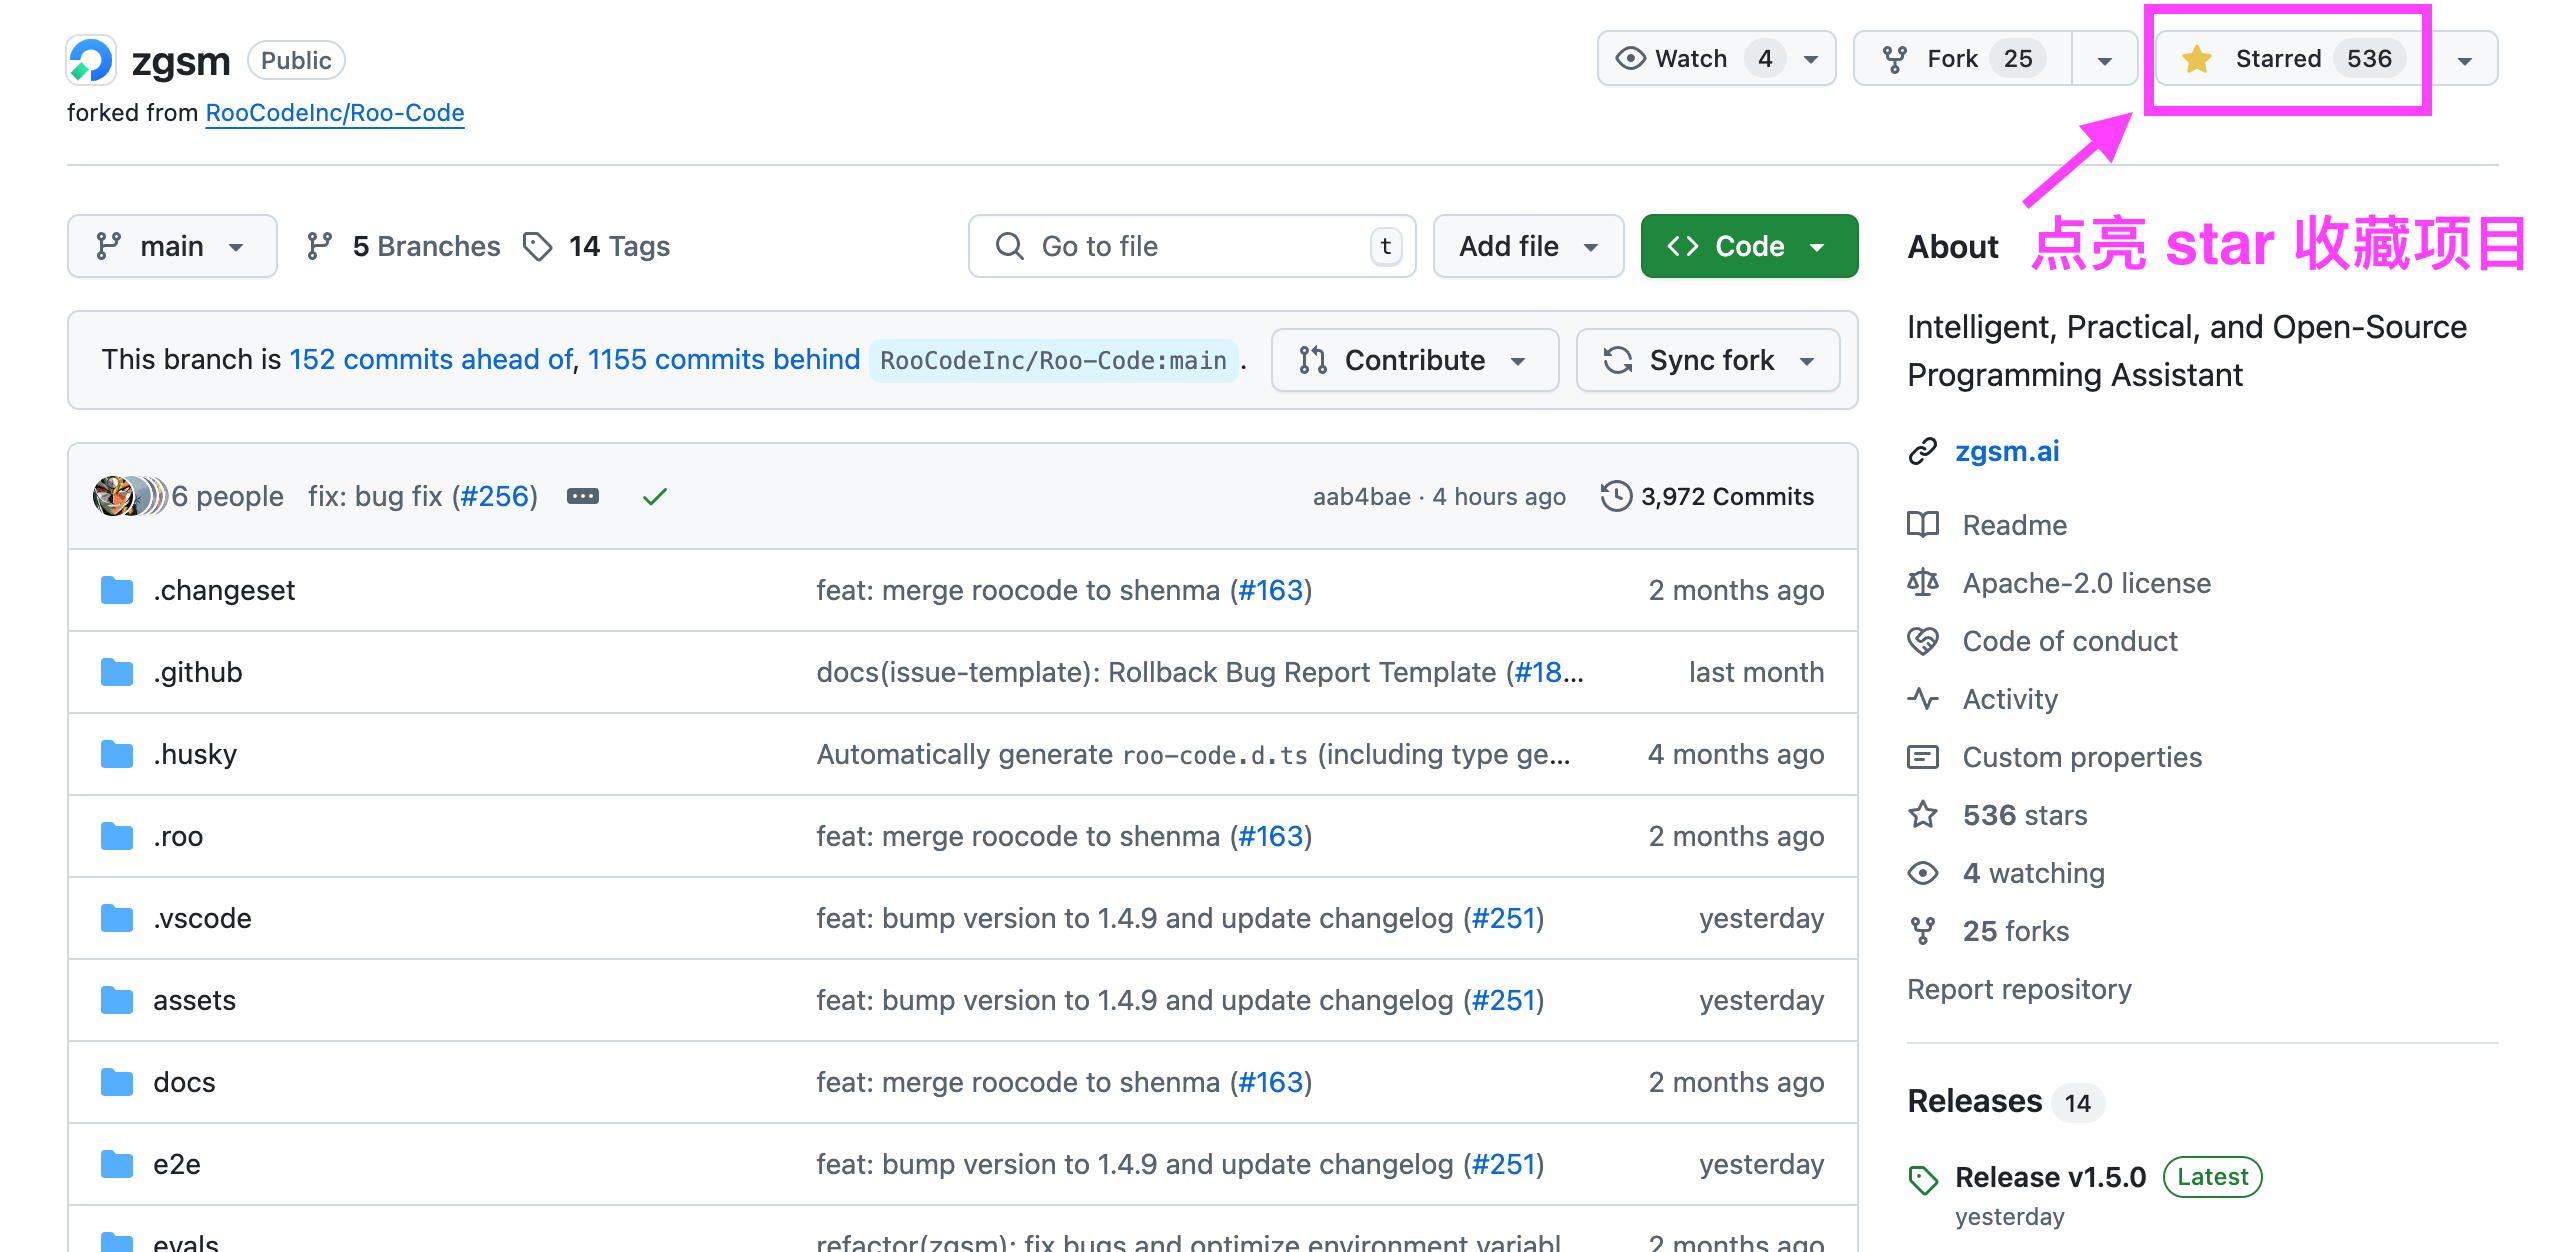 zgsm Public
Watch 4 Fork 25 Starred 536
forked from RooCodeInc/Roo-Code
点亮 star 收藏项目
main 5 Branches 14 Tags Go to file t Add file Code
This branch is 152 commits ahead of, 1155 commits behind RooCodeInc/Roo-Code:main. Contribute Sync fork
6 people fix: bug fix (#256) aab4bae · 4 hours ago 3,972 Commits
.changeset feat: merge roocode to shenma (#163) 2 months ago
.github docs(issue-template): Rollback Bug Report Template (#18... last month
.husky Automatically generate roo-code.d.ts (including type ge... 4 months ago
.roo feat: merge roocode to shenma (#163) 2 months ago
.vscode feat: bump version to 1.4.9 and update changelog (#251) yesterday
assets feat: bump version to 1.4.9 and update changelog (#251) yesterday
docs feat: merge roocode to shenma (#163) 2 months ago
e2e feat: bump version to 1.4.9 and update changelog (#251) yesterday
evals refactor(zgsm): fix bugs and optimize environment variabl 2 months ago
About
Intelligent, Practical, and Open-Source
Programming Assistant
zgsm.ai
Readme
Apache-2.0 license
Code of conduct
Activity
Custom properties
536 stars
4 watching
25 forks
Report repository
Releases 14
Release v1.5.0 Latest
yesterday